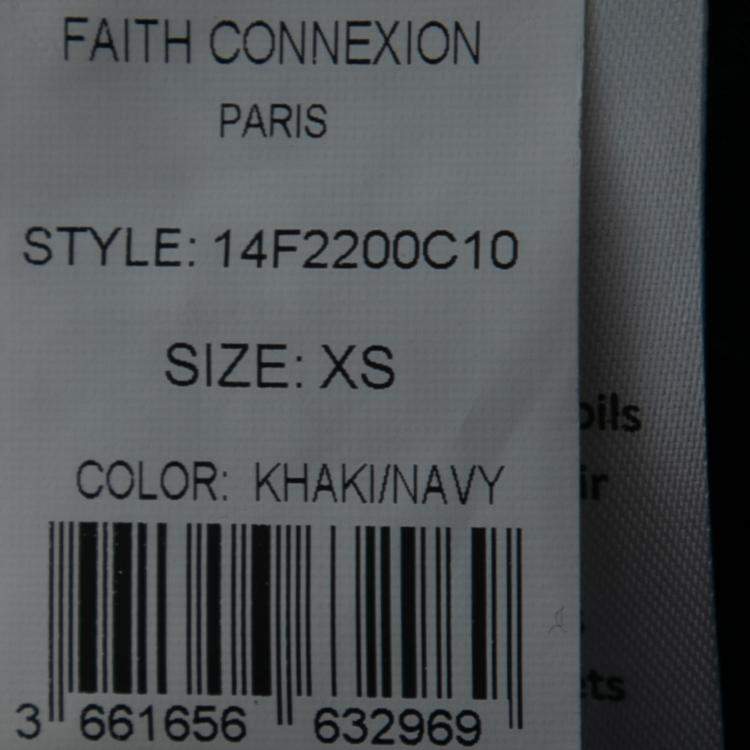 FAITH CONNEXION
PARIS
STYLE: 14F2200C10
SIZE: XS
COLOR: KHAKI/NAVY
3 661656 632969